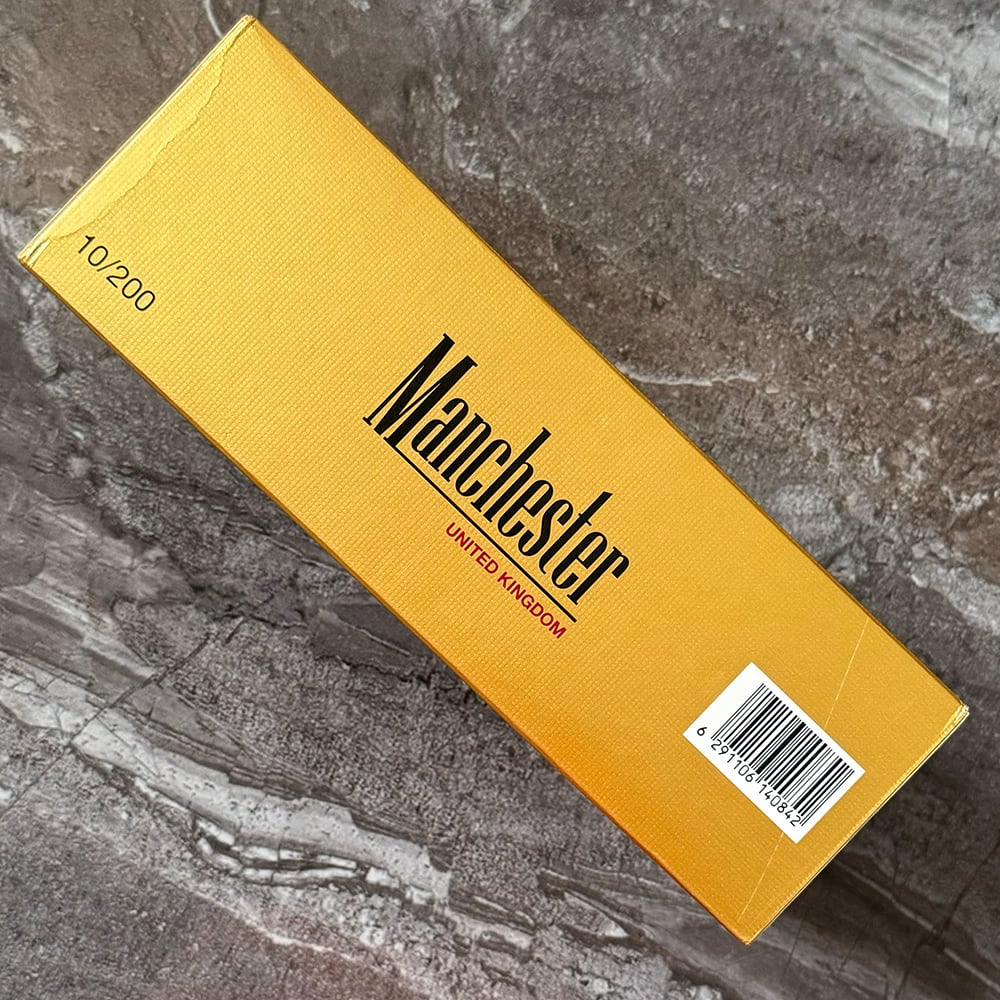 10/200
Manchester
UNITED KINGDOM
6 291106 140842